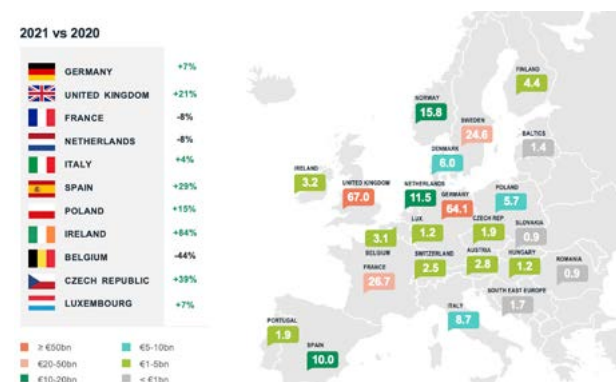 2021 vs 2020
GERMANY +7%
UNITED KINGDOM +21%
FRANCE -8%
NETHERLANDS -8%
ITALY +4%
SPAIN +29%
POLAND +15%
IRELAND +84%
BELGIUM -44%
CZECH REPUBLIC +39%
LUXEMBOURG +7%
≥ €50bn
€5-10bn
€20-50bn
€1-5bn
€10-20bn
≤ €1bn
FINLAND
4.4
NORWAY
15.8
SWEDEN
24.6
BALTICS
1.4
DENMARK
6.0
IRELAND
3.2
UNITED KINGDOM
67.0
NETHERLANDS
11.5
GERMANY
64.1
POLAND
5.7
LUX
1.2
CZECH REP.
1.9
SLOVAKIA
0.9
3.1
BELGIUM
SWITZERLAND
2.5
AUSTRIA
2.8
HUNGARY
1.2
ROMANIA
0.9
FRANCE
26.7
SOUTH EAST EUROPE
1.7
ITALY
8.7
PORTUGAL
1.9
SPAIN
10.0